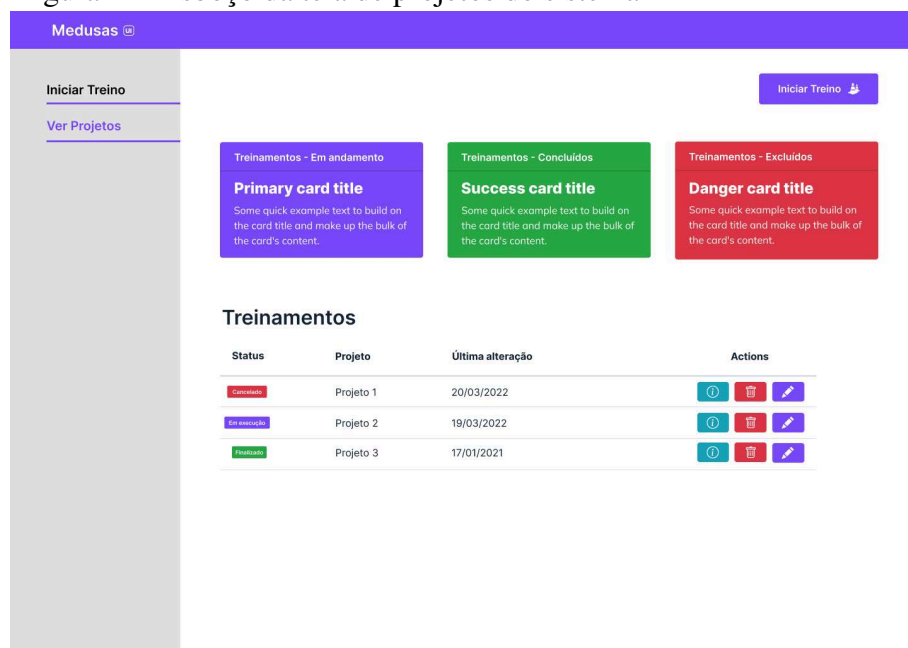 Medusas UI
Iniciar Treino
Ver Projetos
Iniciar Treino
Treinamentos - Em andamento
Primary card title
Some quick example text to build on
the card title and make up the bulk of
the card's content.
Treinamentos - Concluídos
Success card title
Some quick example text to build on
the card title and make up the bulk of
the card's content.
Treinamentos - Excluídos
Danger card title
Some quick example text to build on
the card title and make up the bulk of
the card's content.
Treinamentos
Status Projeto Última alteração Actions
Cancelado Projeto 1 20/03/2022
Em execução Projeto 2 19/03/2022
Finalizado Projeto 3 17/01/2021